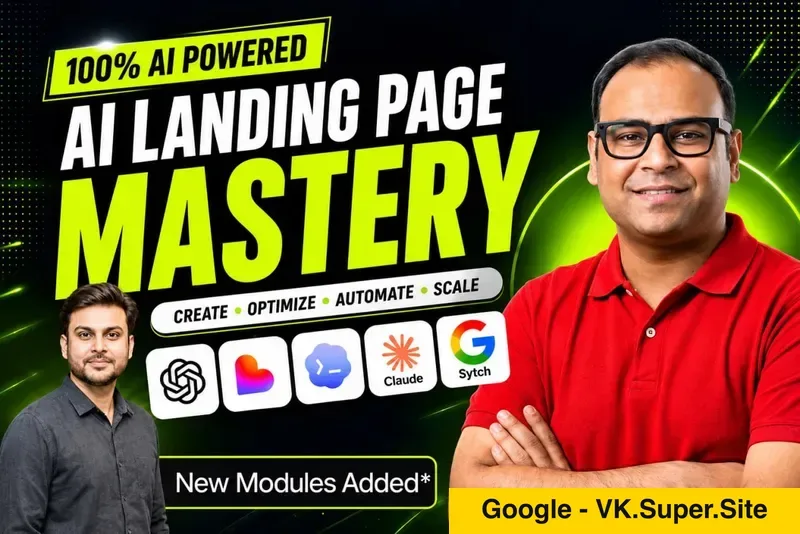 100% AI POWERED
AI LANDING PAGE
MASTERY
CREATE • OPTIMIZE • AUTOMATE • SCALE
Claude
Sytch
New Modules Added*
Google - VK.Super.Site